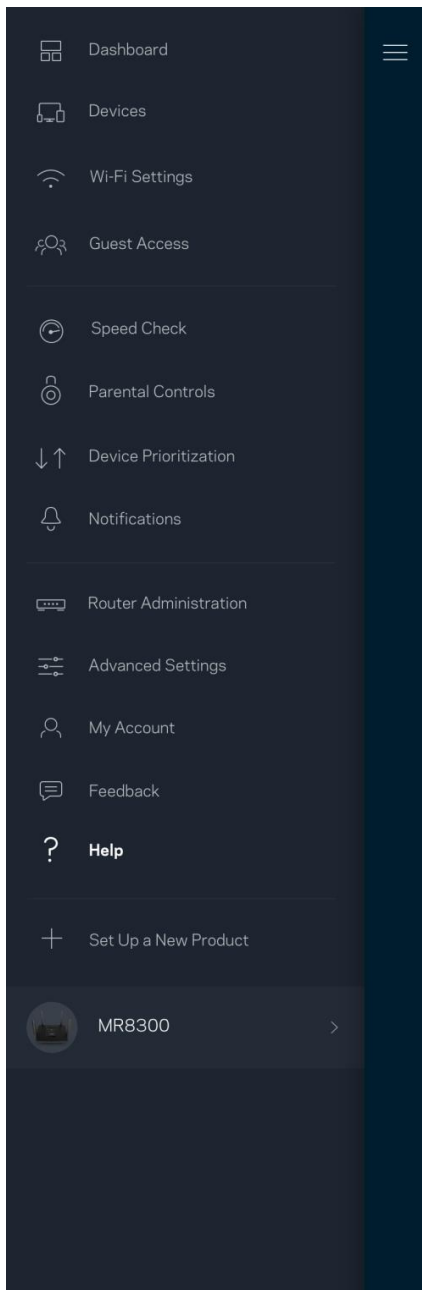 Dashboard
Devices
Wi-Fi Settings
Guest Access
Speed Check
Parental Controls
Device Prioritization
Notifications
Router Administration
Advanced Settings
My Account
Feedback
? Help
Set Up a New Product
MR8300